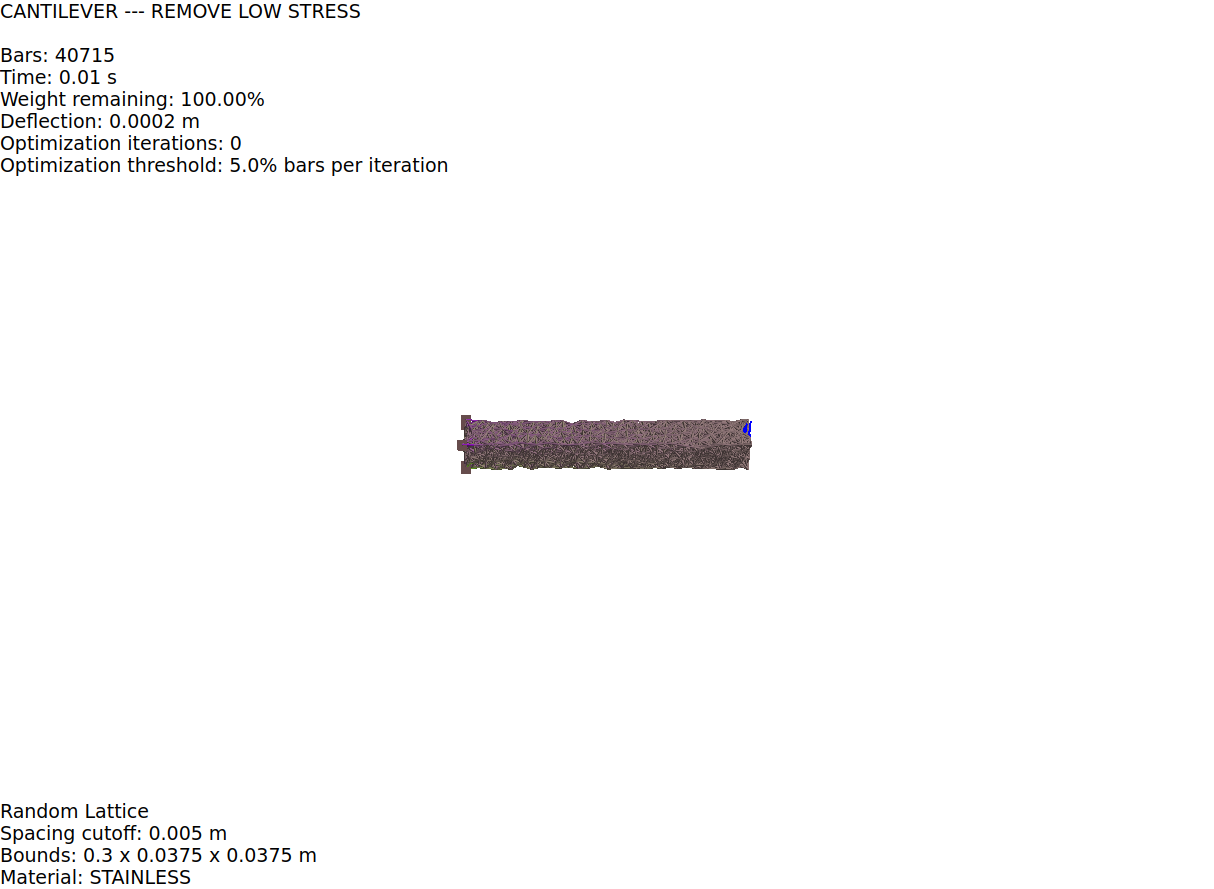 CANTILEVER --- REMOVE LOW STRESS
Bars: 40715
Time: 0.01 s
Weight remaining: 100.00%
Deflection: 0.0002 m
Optimization iterations: 0
Optimization threshold: 5.0% bars per iteration
Random Lattice
Spacing cutoff: 0.005 m
Bounds: 0.3 x 0.0375 x 0.0375 m
Material: STAINLESS